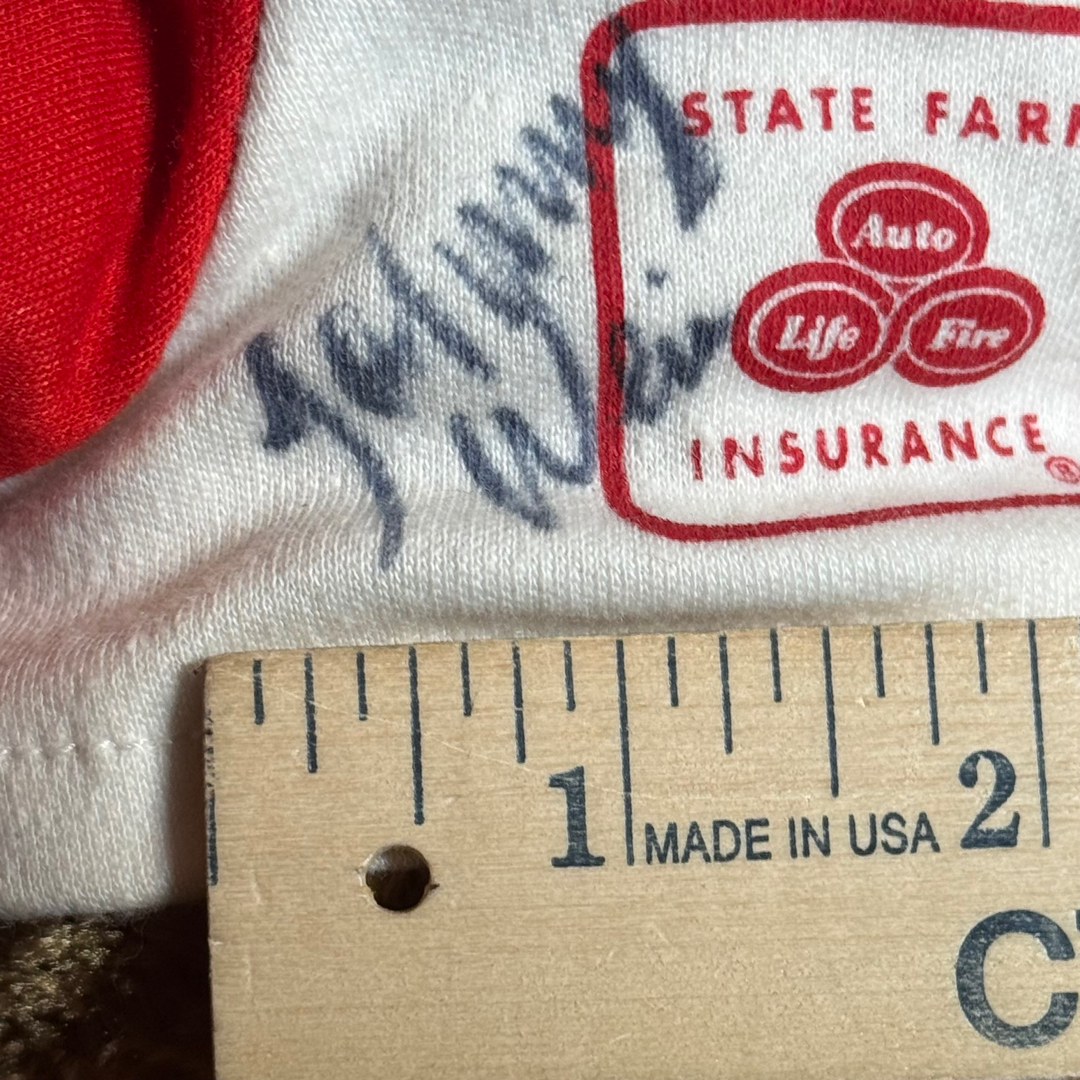 STATE FARM
Auto
Life Fire
INSURANCE®
1 MADE IN USA 2
C